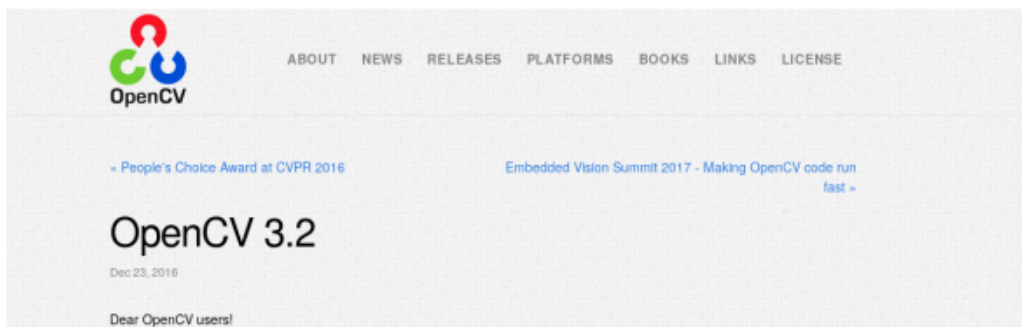 OpenCV
ABOUT NEWS RELEASES PLATFORMS BOOKS LINKS LICENSE
« People's Choice Award at CVPR 2016
Embedded Vision Summit 2017 - Making OpenCV code run
fast »
OpenCV 3.2
Dec 23, 2016
Dear OpenCV users!